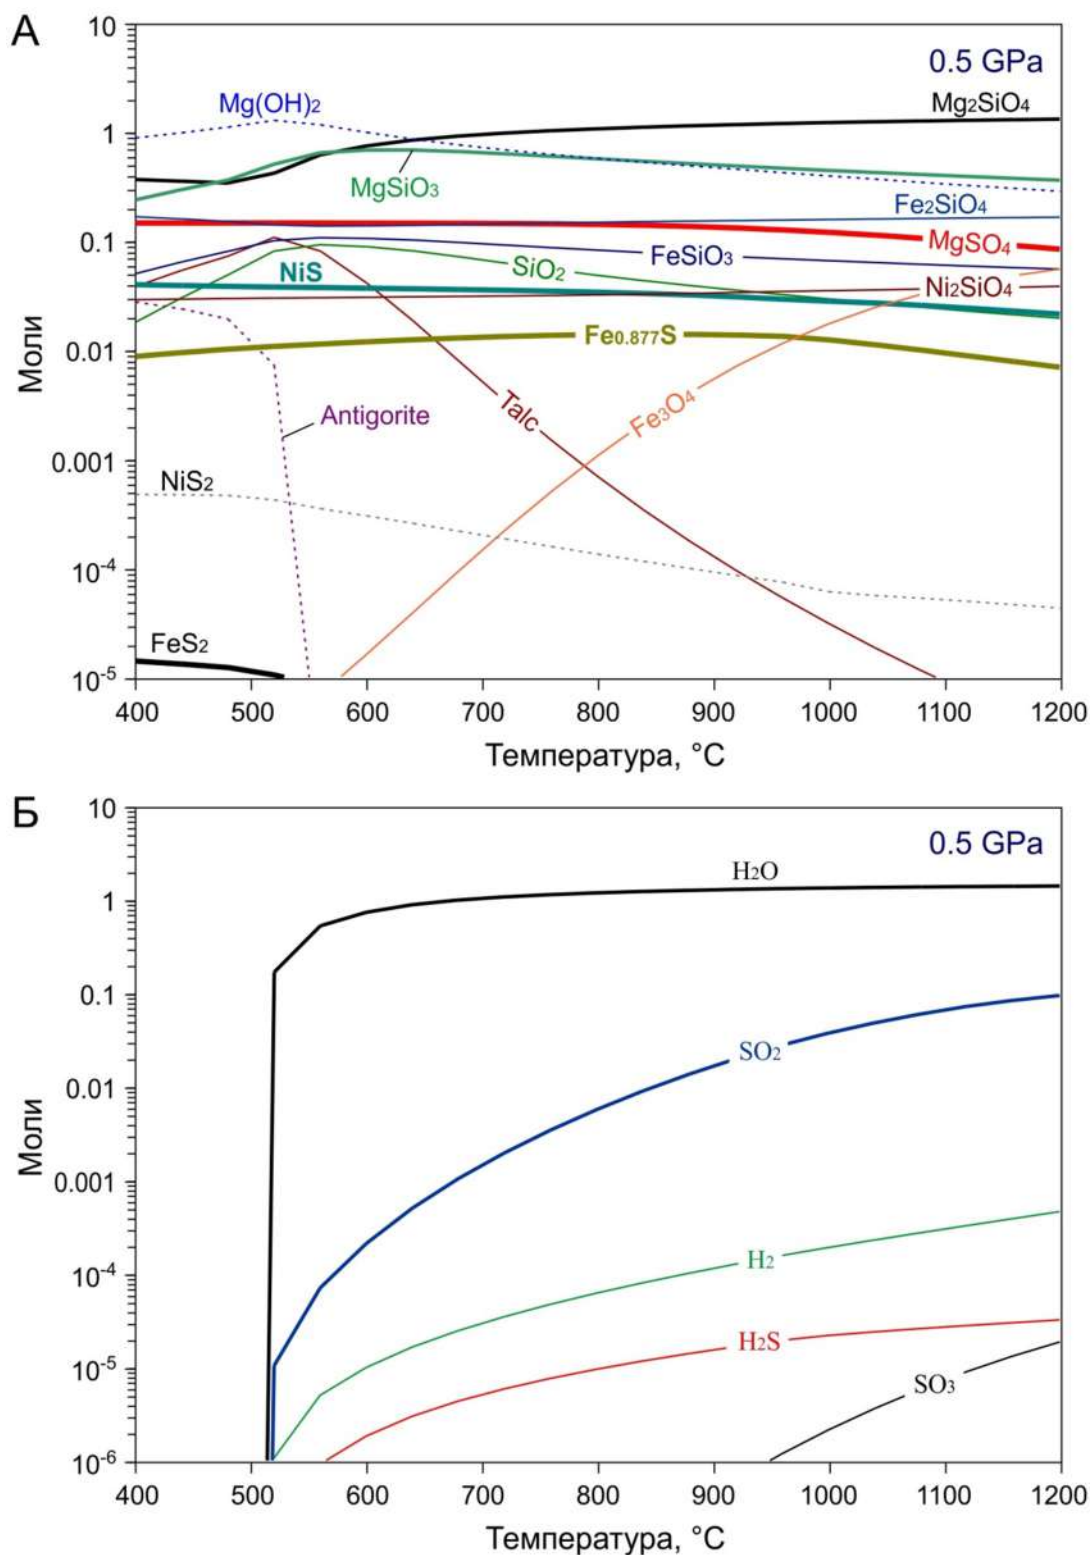 А
10
0.5 GPa
Mg(OH)2
Mg2SiO4
1
MgSiO3
Fe2SiO4
MgSO4
0.1
FeSiO3
SiO2
NiS
Ni2SiO4
0.01
Fe0.877S
Моли
Antigorite
Talc
Fe3O4
0.001
NiS2
10-4
FeS2
10-5
400 500 600 700 800 900 1000 1100 1200
Температура, °C
Б
10
0.5 GPa
H2O
1
0.1
SO2
0.01
Моли
0.001
H2
10-4
H2S
10-5
SO3
10-6
400 500 600 700 800 900 1000 1100 1200
Температура, °C